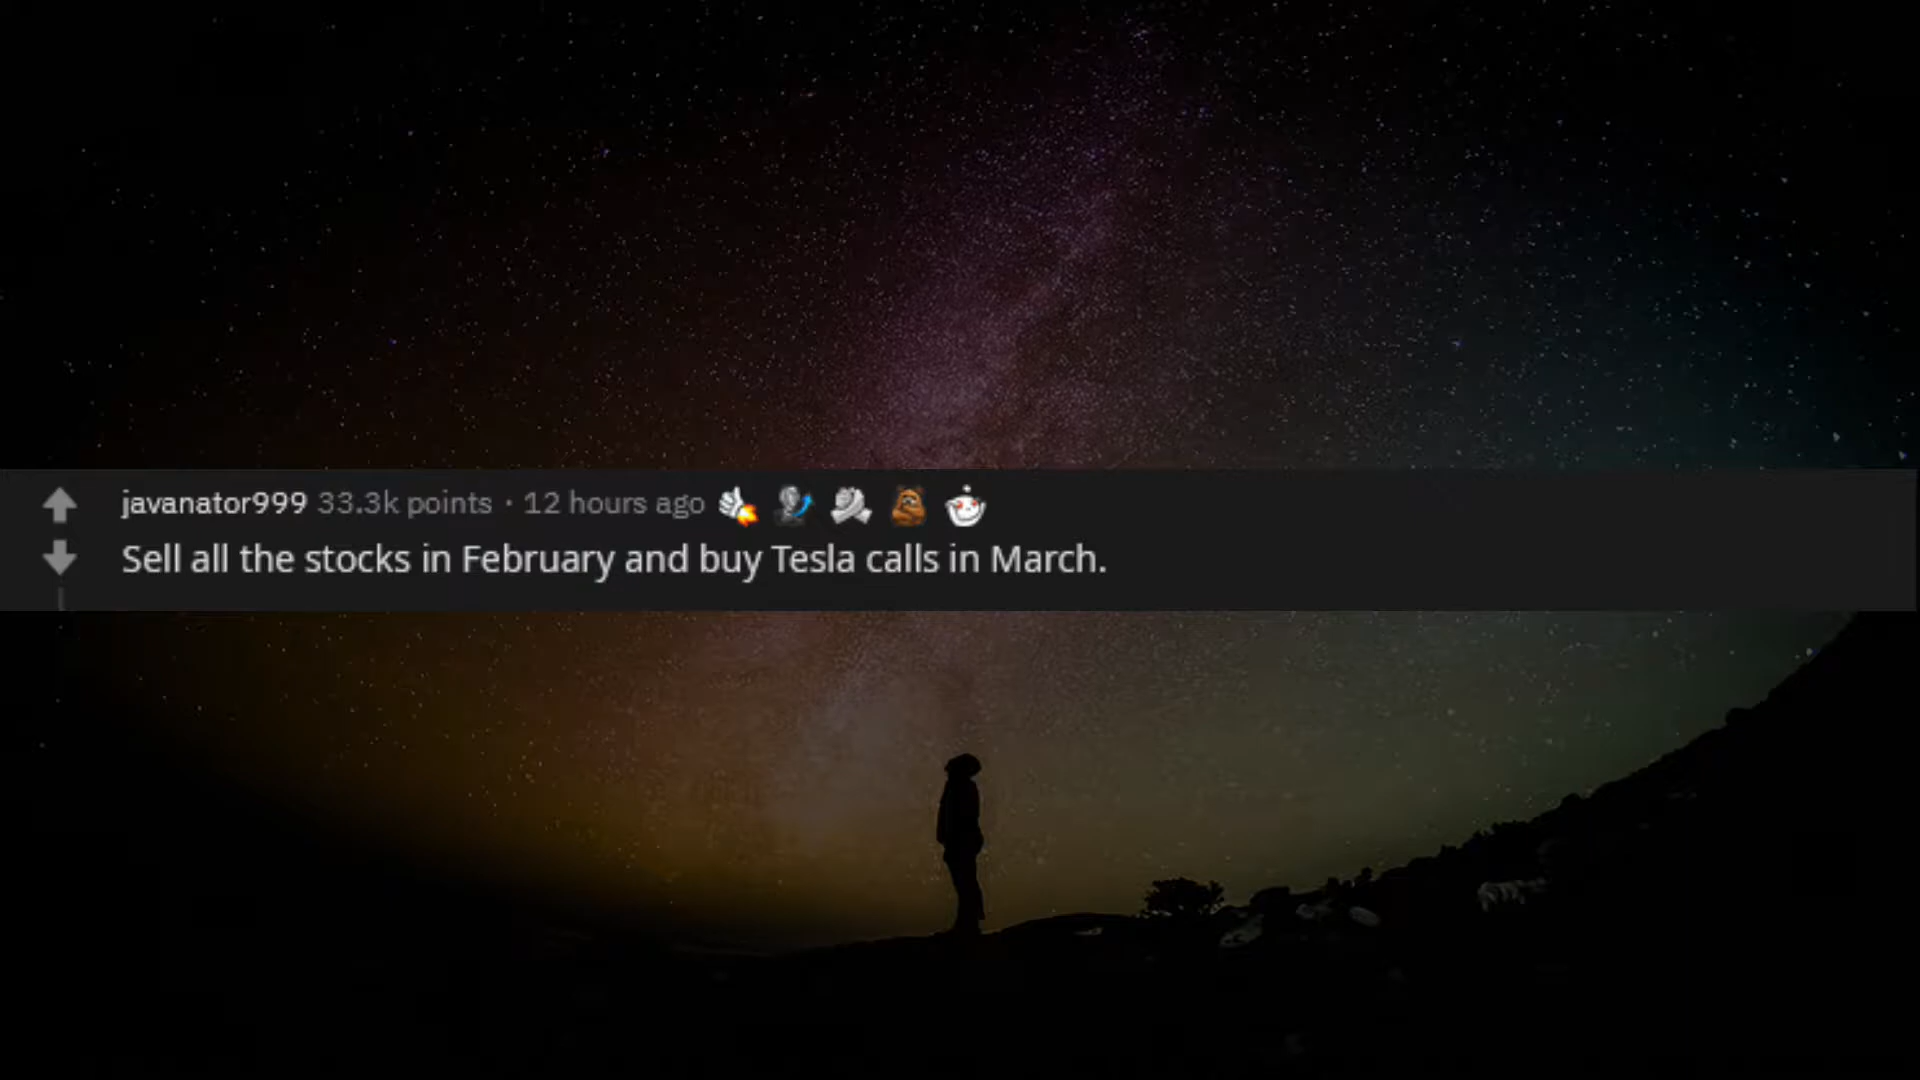 javanator999 33.3k points · 12 hours ago
Sell all the stocks in February and buy Tesla calls in March.